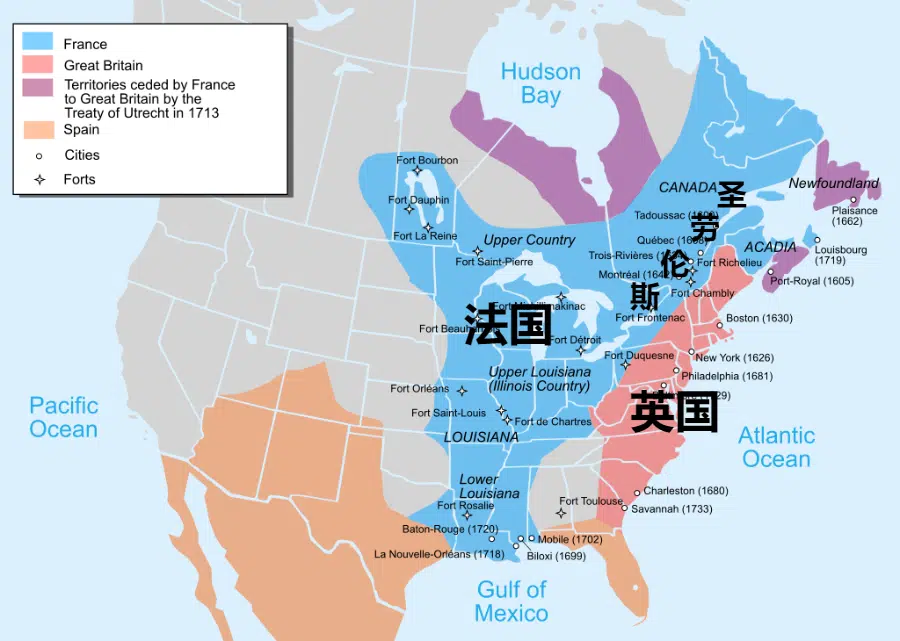 France
Great Britain
Territories ceded by France
to Great Britain by the
Treaty of Utrecht in 1713
Spain
Cities
Forts
Hudson
Bay
Fort Bourbon
Fort Dauphin
Fort La Reine
Upper Country
Fort Saint-Pierre
CANADA
圣
劳
伦
斯
Newfoundland
Plaisance
(1662)
Tadoussac
Québec
ACADIA
Louisbourg
(1719)
Trois-Rivières
Fort Richelieu
Montréal
Port-Royal (1605)
Fort Chambly
Fort Frontenac
Boston (1630)
法国
Fort Détroit
Fort Duquesne
New York (1626)
Upper Louisiana
(Illinois Country)
Philadelphia (1681)
Fort Orléans
英国
Fort Saint-Louis
Fort de Chartres
LOUISIANA
Pacific
Ocean
Atlantic
Ocean
Lower
Louisiana
Fort Rosalie
Fort Toulouse
Charleston (1680)
Savannah (1733)
Baton-Rouge (1720)
Mobile (1702)
La Nouvelle-Orléans (1718)
Biloxi (1699)
Gulf of
Mexico